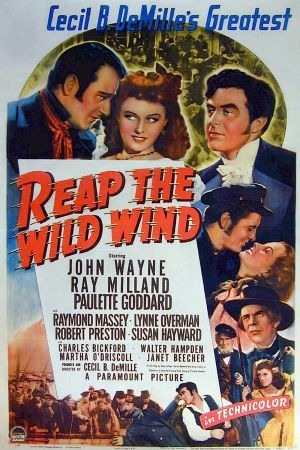 CECIL B. DEMILLE'S GREATEST
REAP THE
WILD WIND
Starring
JOHN WAYNE
RAY MILLAND
PAULETTE GODDARD
with
RAYMOND MASSEY · LYNNE OVERMAN
ROBERT PRESTON · SUSAN HAYWARD
CHARLES BICKFORD · WALTER HAMPDEN
MARTHA O'DRISCOLL · JANET BEECHER
PRODUCED AND
DIRECTED BY CECIL B. DEMILLE
A PARAMOUNT PICTURE
in TECHNICOLOR